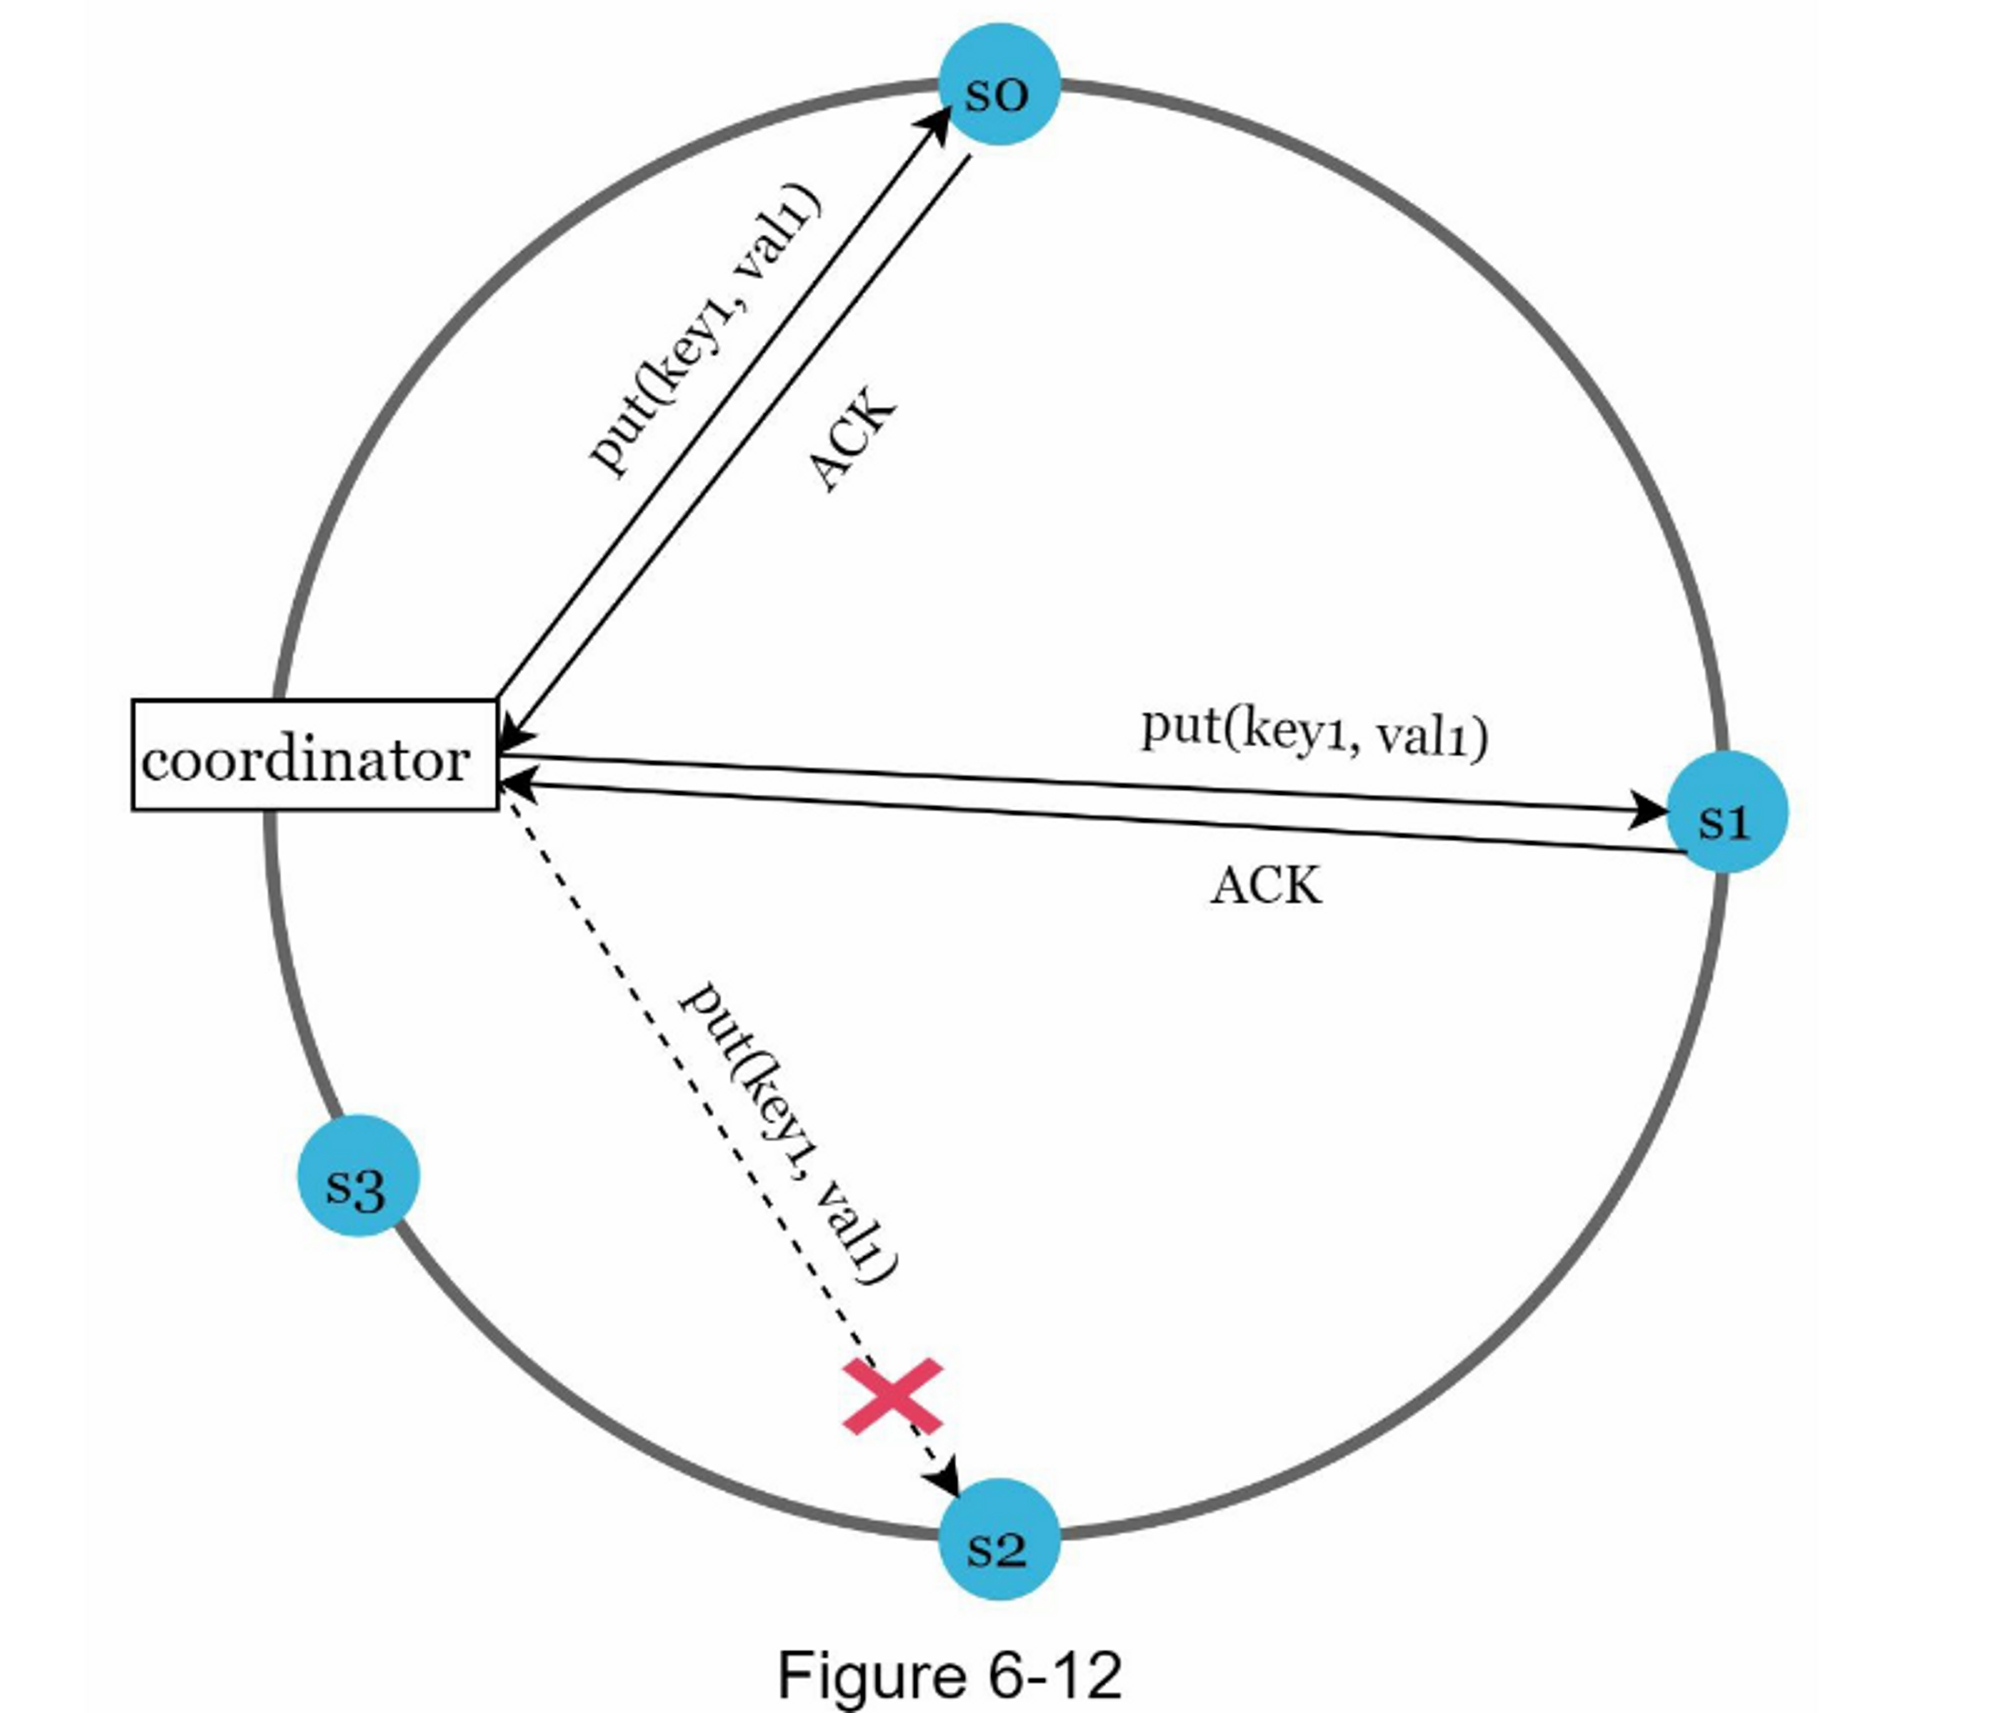 s0
put(key1, val1)
ACK
coordinator
put(key1, val1)
s1
ACK
put(key1, val1)
s3
s2
Figure 6-12